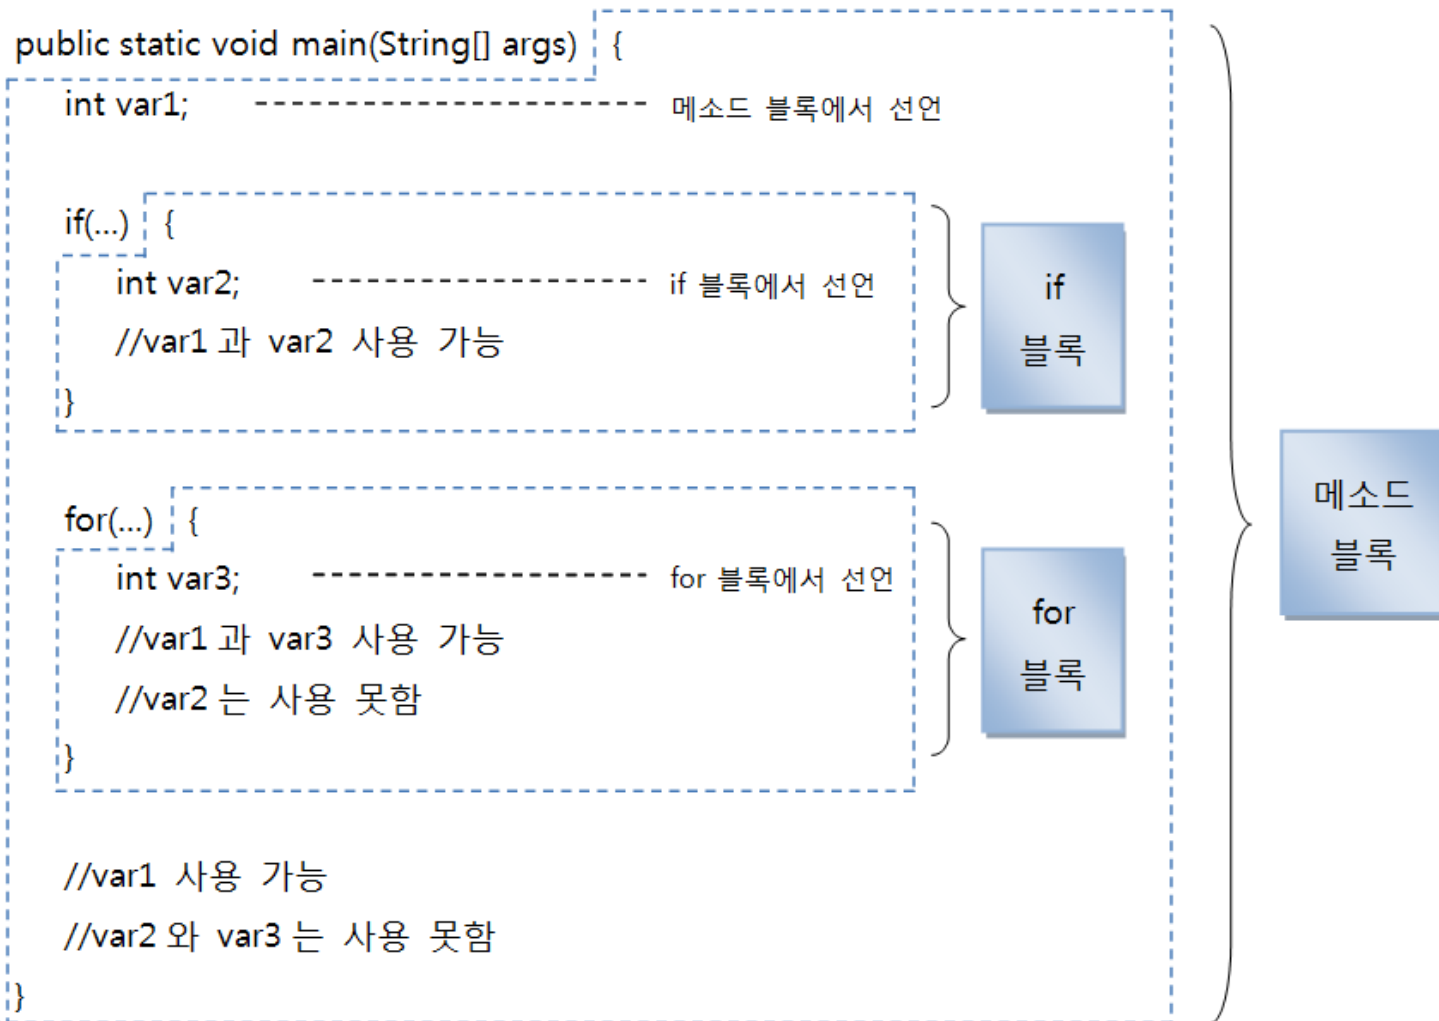 public static void main(String[] args) {
int var1; 메소드 블록에서 선언
if(...) {
int var2; if 블록에서 선언
//var1 과 var2 사용 가능
}
if
블록
for(...) {
int var3; for 블록에서 선언
//var1 과 var3 사용 가능
//var2 는 사용 못함
}
for
블록
메소드
블록
//var1 사용 가능
//var2 와 var3 는 사용 못함
}